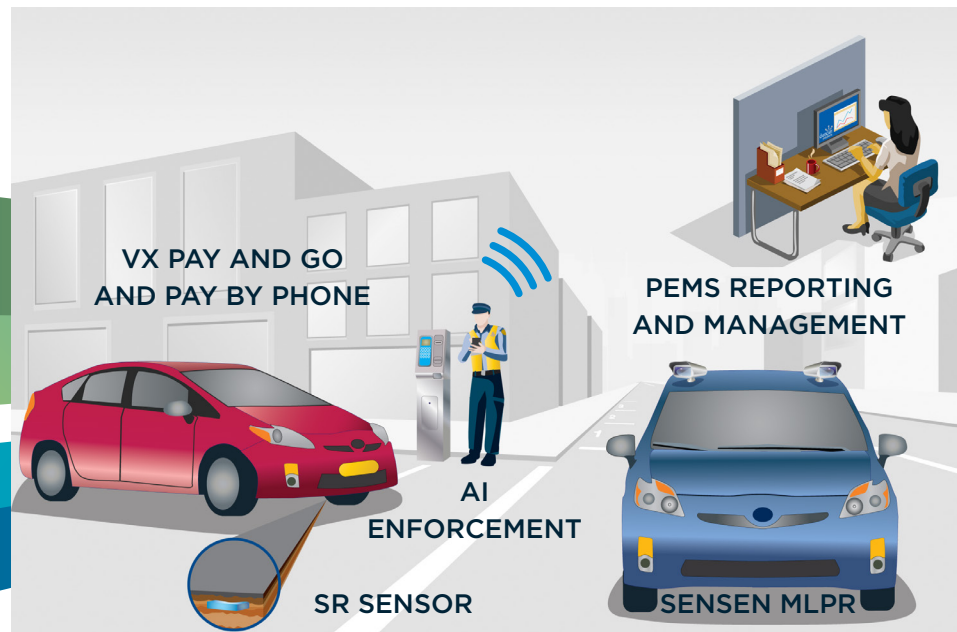 VX PAY AND GO
AND PAY BY PHONE
PEMS REPORTING
AND MANAGEMENT
AI
ENFORCEMENT
SR SENSOR
SENSEN MLPR